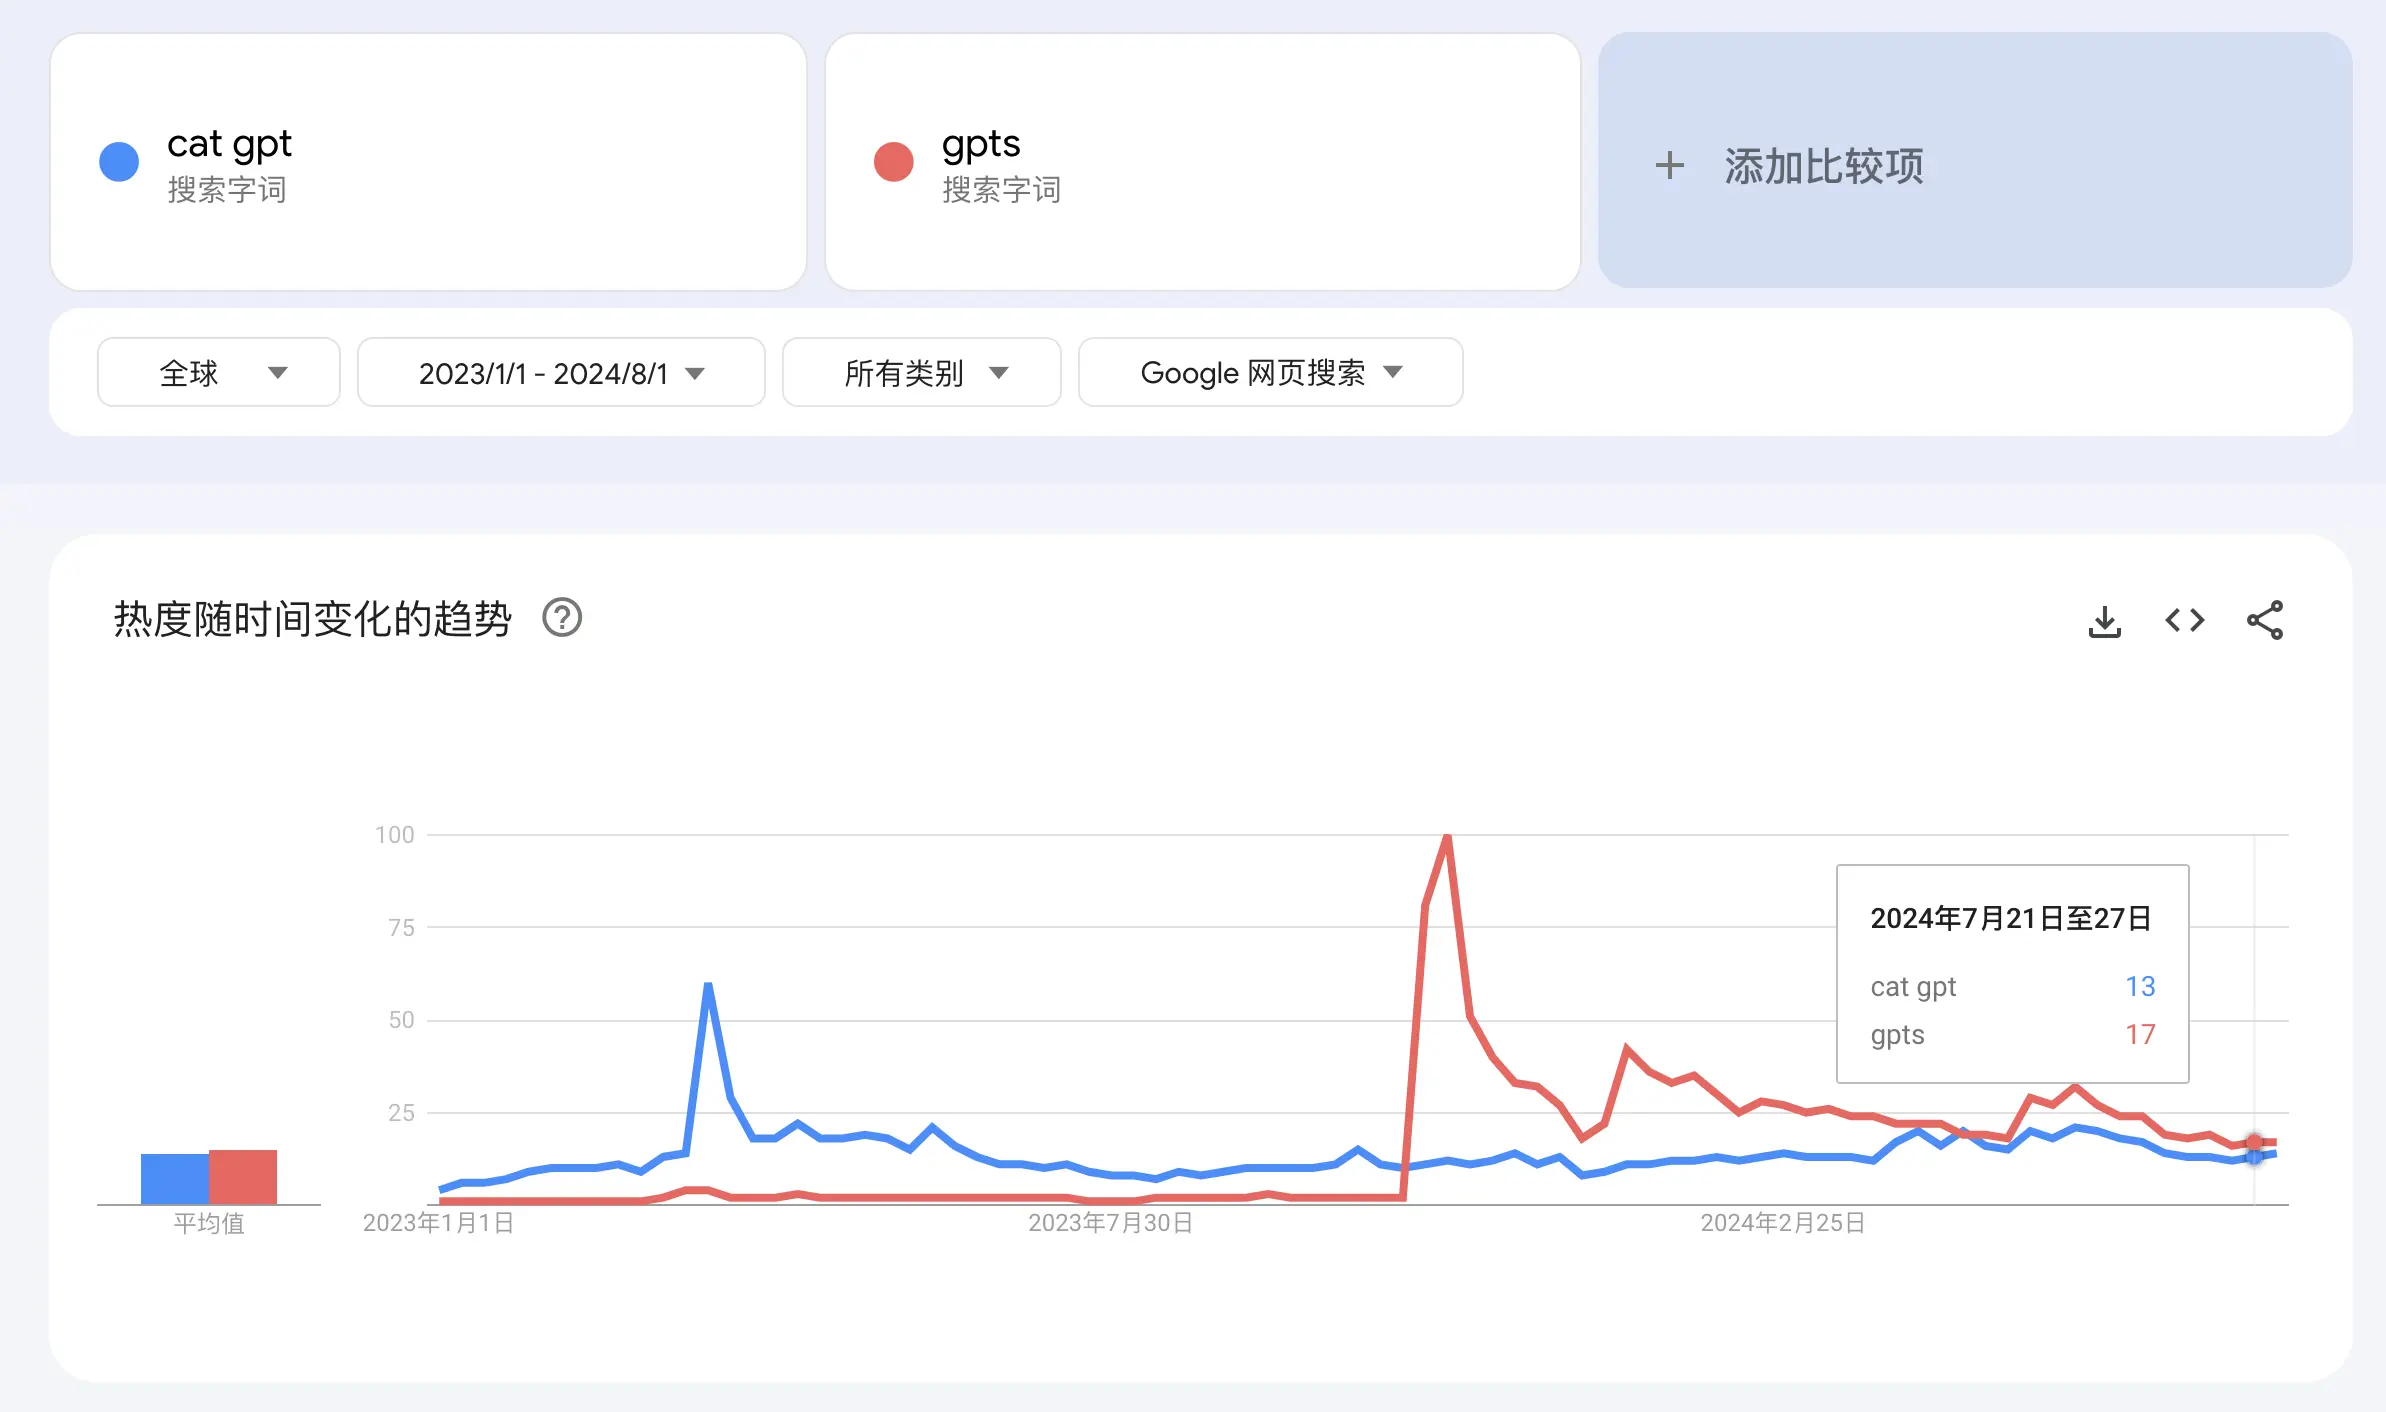 cat gpt
搜索字词
gpts
搜索字词
+ 添加比较项
全球
2023/1/1 - 2024/8/1
所有类别
Google 网页搜索
热度随时间变化的趋势
100
75
50
25
2024年7月21日至27日
cat gpt 13
gpts 17
平均值
2023年1月1日
2023年7月30日
2024年2月25日